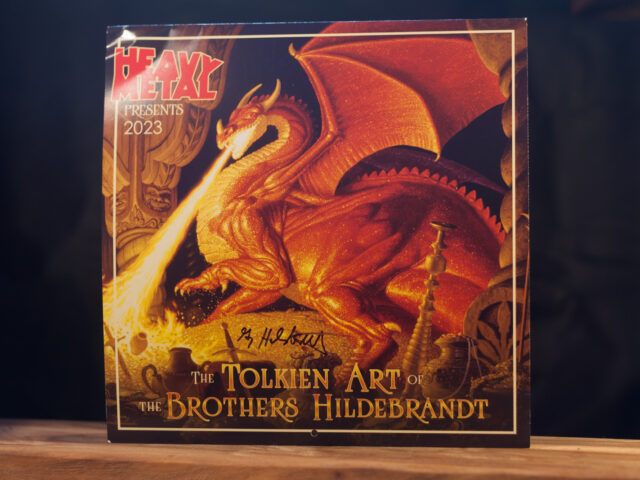 HEAVY
METAL
PRESENTS
2023
THE TOLKIEN ART OF
THE BROTHERS HILDEBRANDT